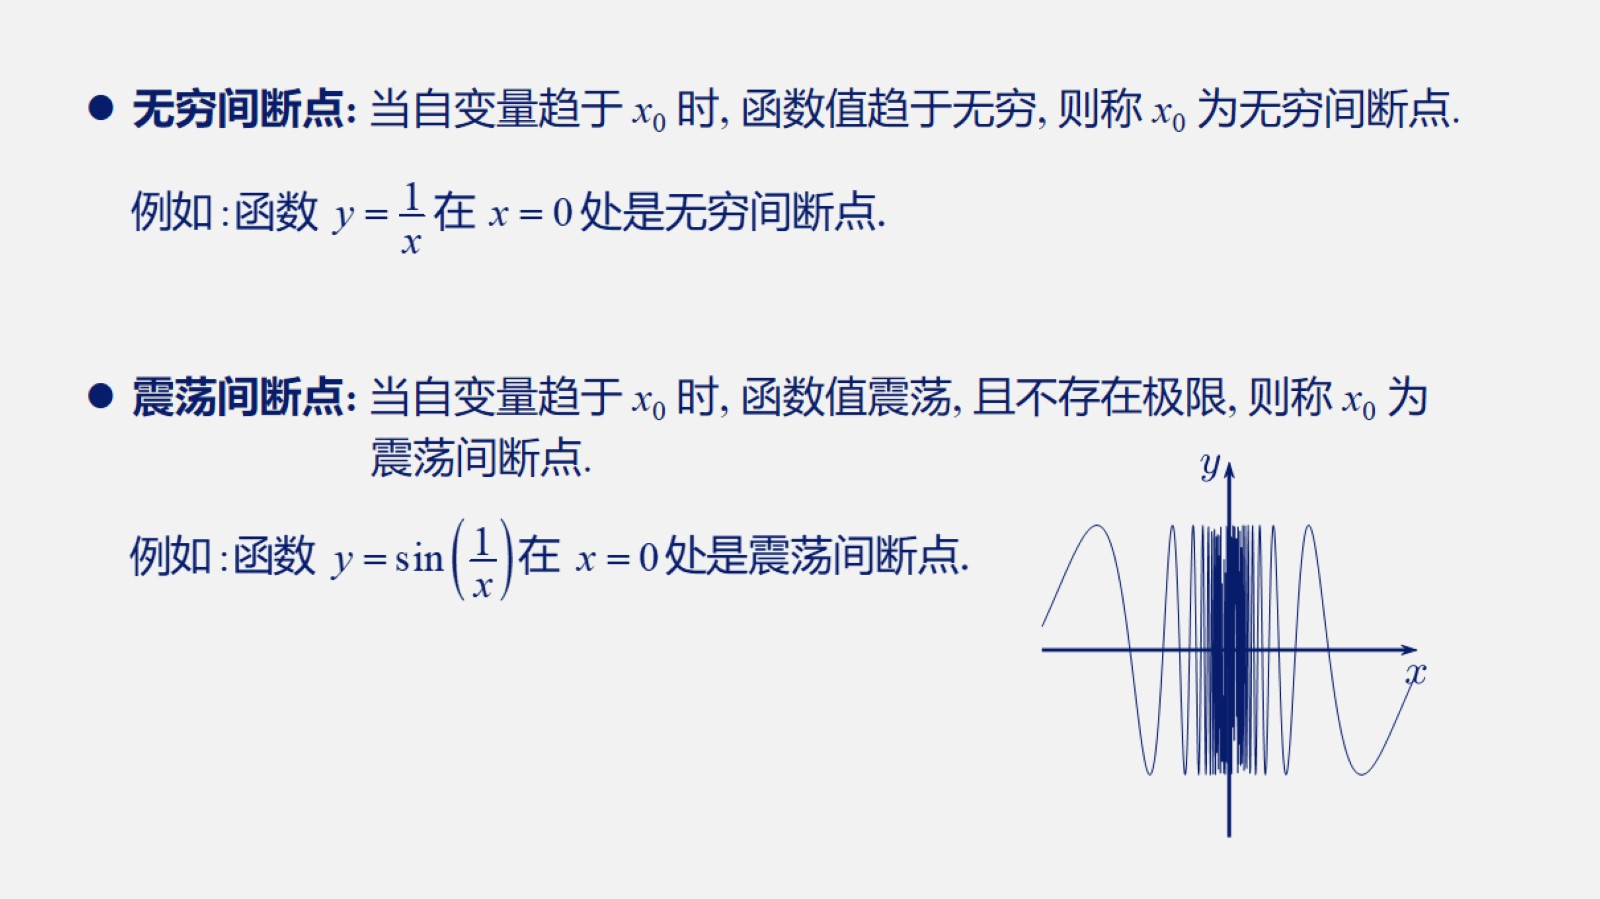 ● 无穷间断点: 当自变量趋于 x₀ 时, 函数值趋于无穷, 则称 x₀ 为无穷间断点.
例如:函数 y = 1/x 在 x = 0 处是无穷间断点.
● 震荡间断点: 当自变量趋于 x₀ 时, 函数值震荡, 且不存在极限, 则称 x₀ 为
震荡间断点.
例如:函数 y = sin(1/x) 在 x = 0 处是震荡间断点.
y
x